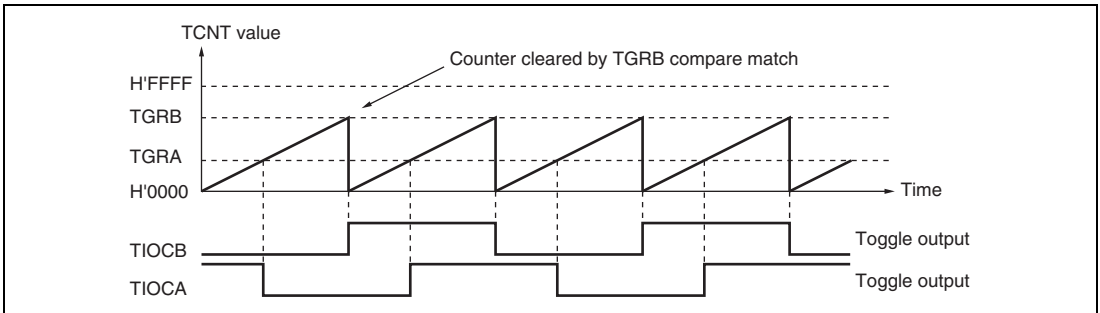 TCNT value
Counter cleared by TGRB compare match
H'FFFF
TGRB
TGRA
H'0000
Time
TIOCB
Toggle output
TIOCA
Toggle output